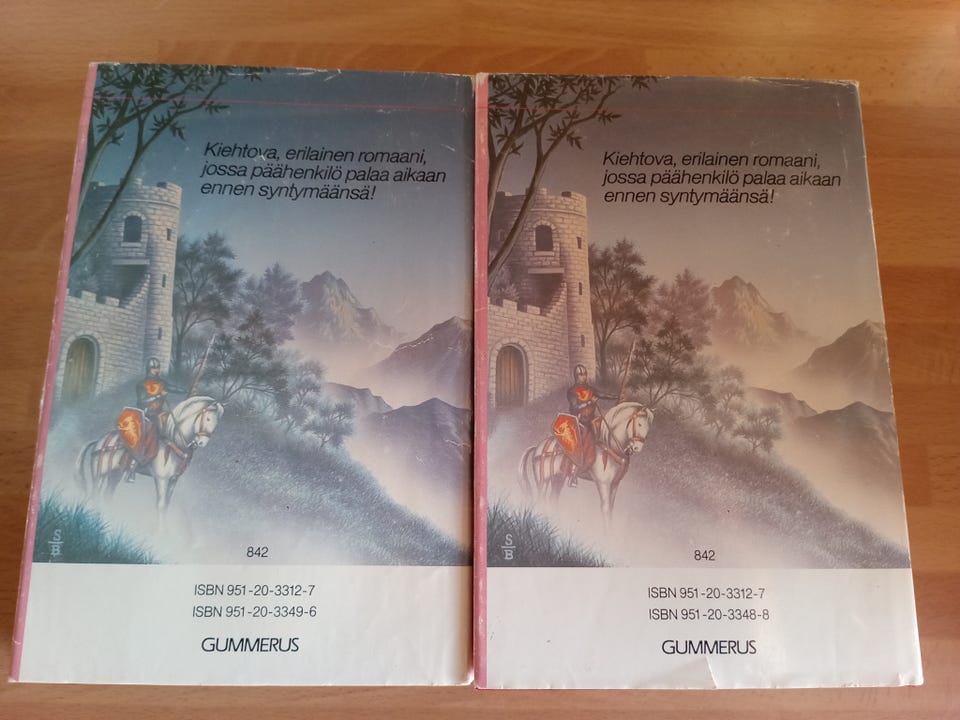 Kiehtova, erilainen romaani,
jossa päähenkilö palaa aikaan
ennen syntymäänsä!
S
B
842
ISBN 951-20-3312-7
ISBN 951-20-3349-6
GUMMERUS
Kiehtova, erilainen romaani,
jossa päähenkilö palaa aikaan
ennen syntymäänsä!
S
B
842
ISBN 951-20-3312-7
ISBN 951-20-3348-8
GUMMERUS